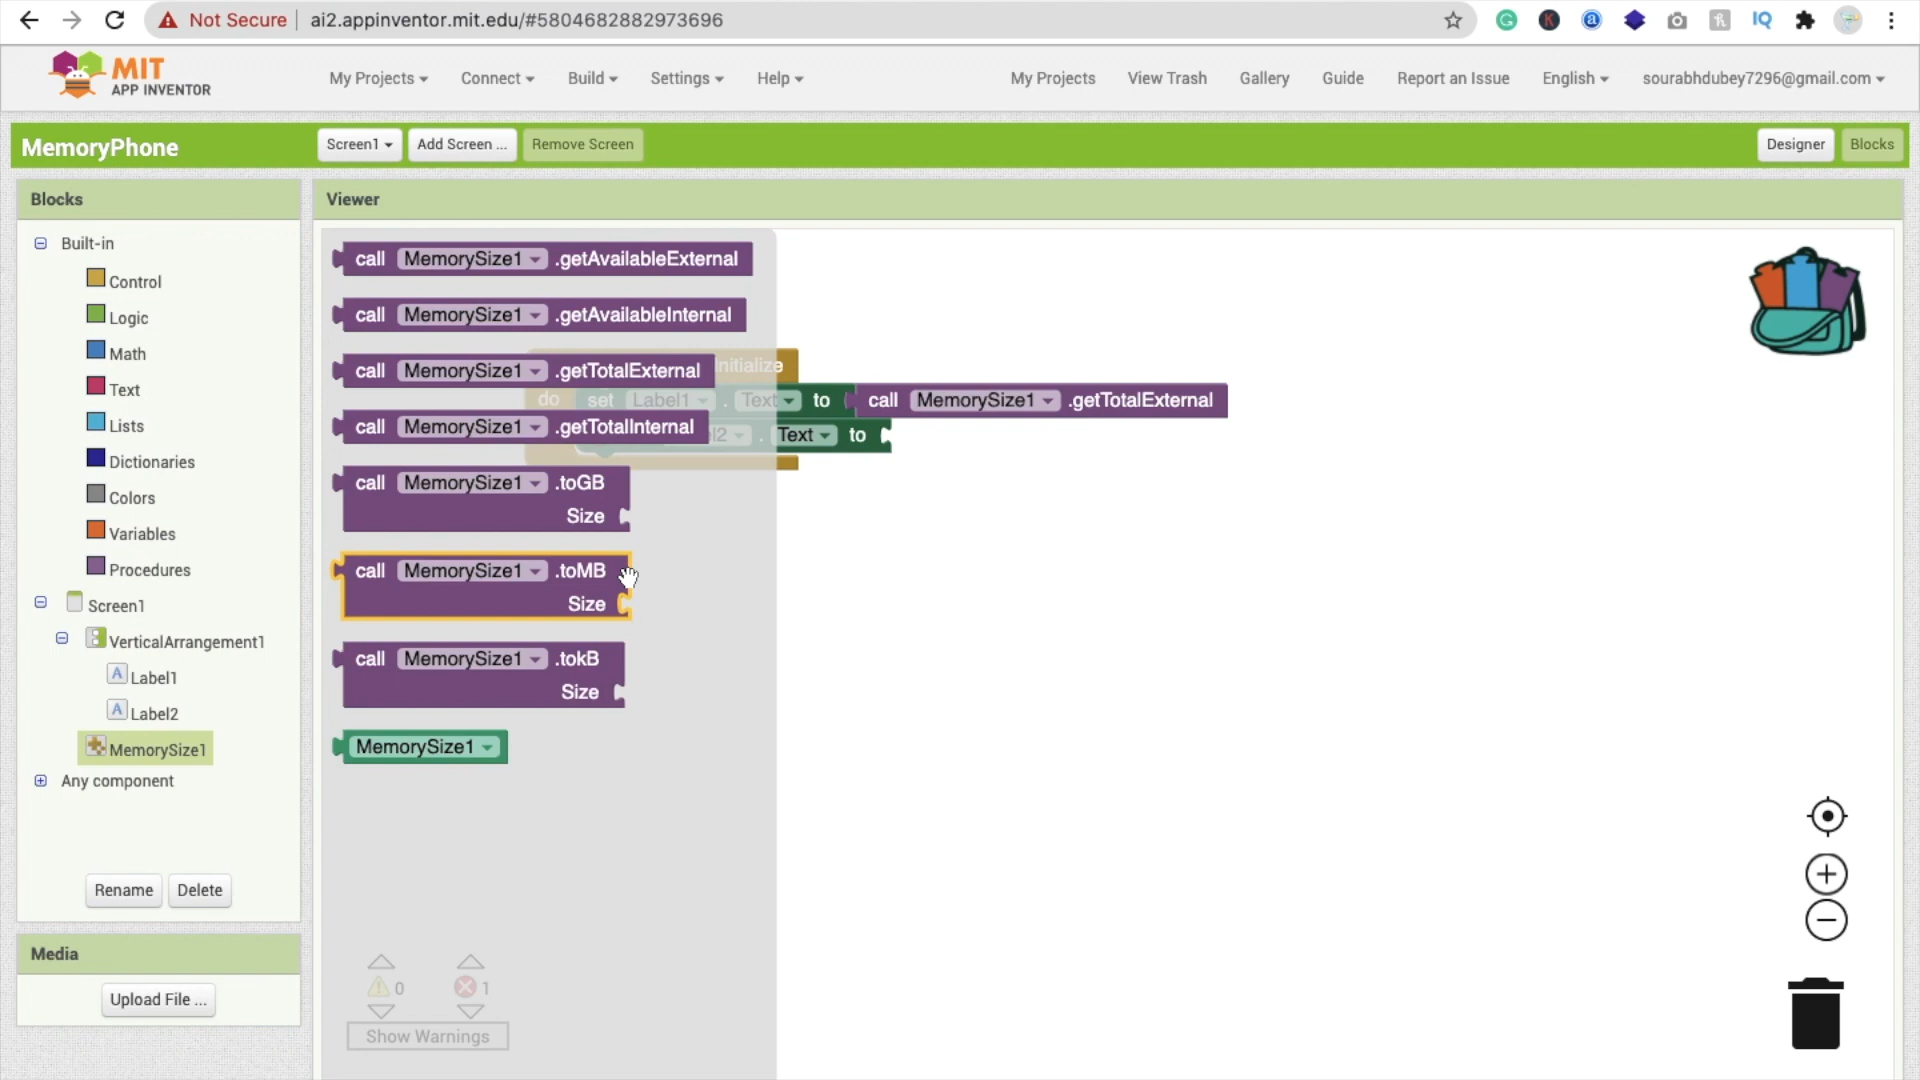 Not Secure
ai2.appinventor.mit.edu/#5804682882973696
MIT
APP INVENTOR
My Projects
Connect
Build
Settings
Help
My Projects
View Trash
Gallery
Guide
Report an Issue
English
sourabhdubey7296@gmail.com
MemoryPhone
Screen1
Add Screen ...
Remove Screen
Designer
Blocks
Blocks
Viewer
Built-in
Control
Logic
Math
Text
Lists
Dictionaries
Colors
Variables
Procedures
Screen1
VerticalArrangement1
A Label1
A Label2
MemorySize1
Any component
Rename
Delete
Media
Upload File ...
call MemorySize1 .getAvailableExternal
call MemorySize1 .getAvailableInternal
call MemorySize1 .getTotalExternal
call MemorySize1 .getTotalInternal
call MemorySize1 .toGB
Size
call MemorySize1 .toMB
Size
call MemorySize1 .tokB
Size
MemorySize1
do set Label1 . Text to call MemorySize1 .getTotalExternal
. Text to
0
1
Show Warnings